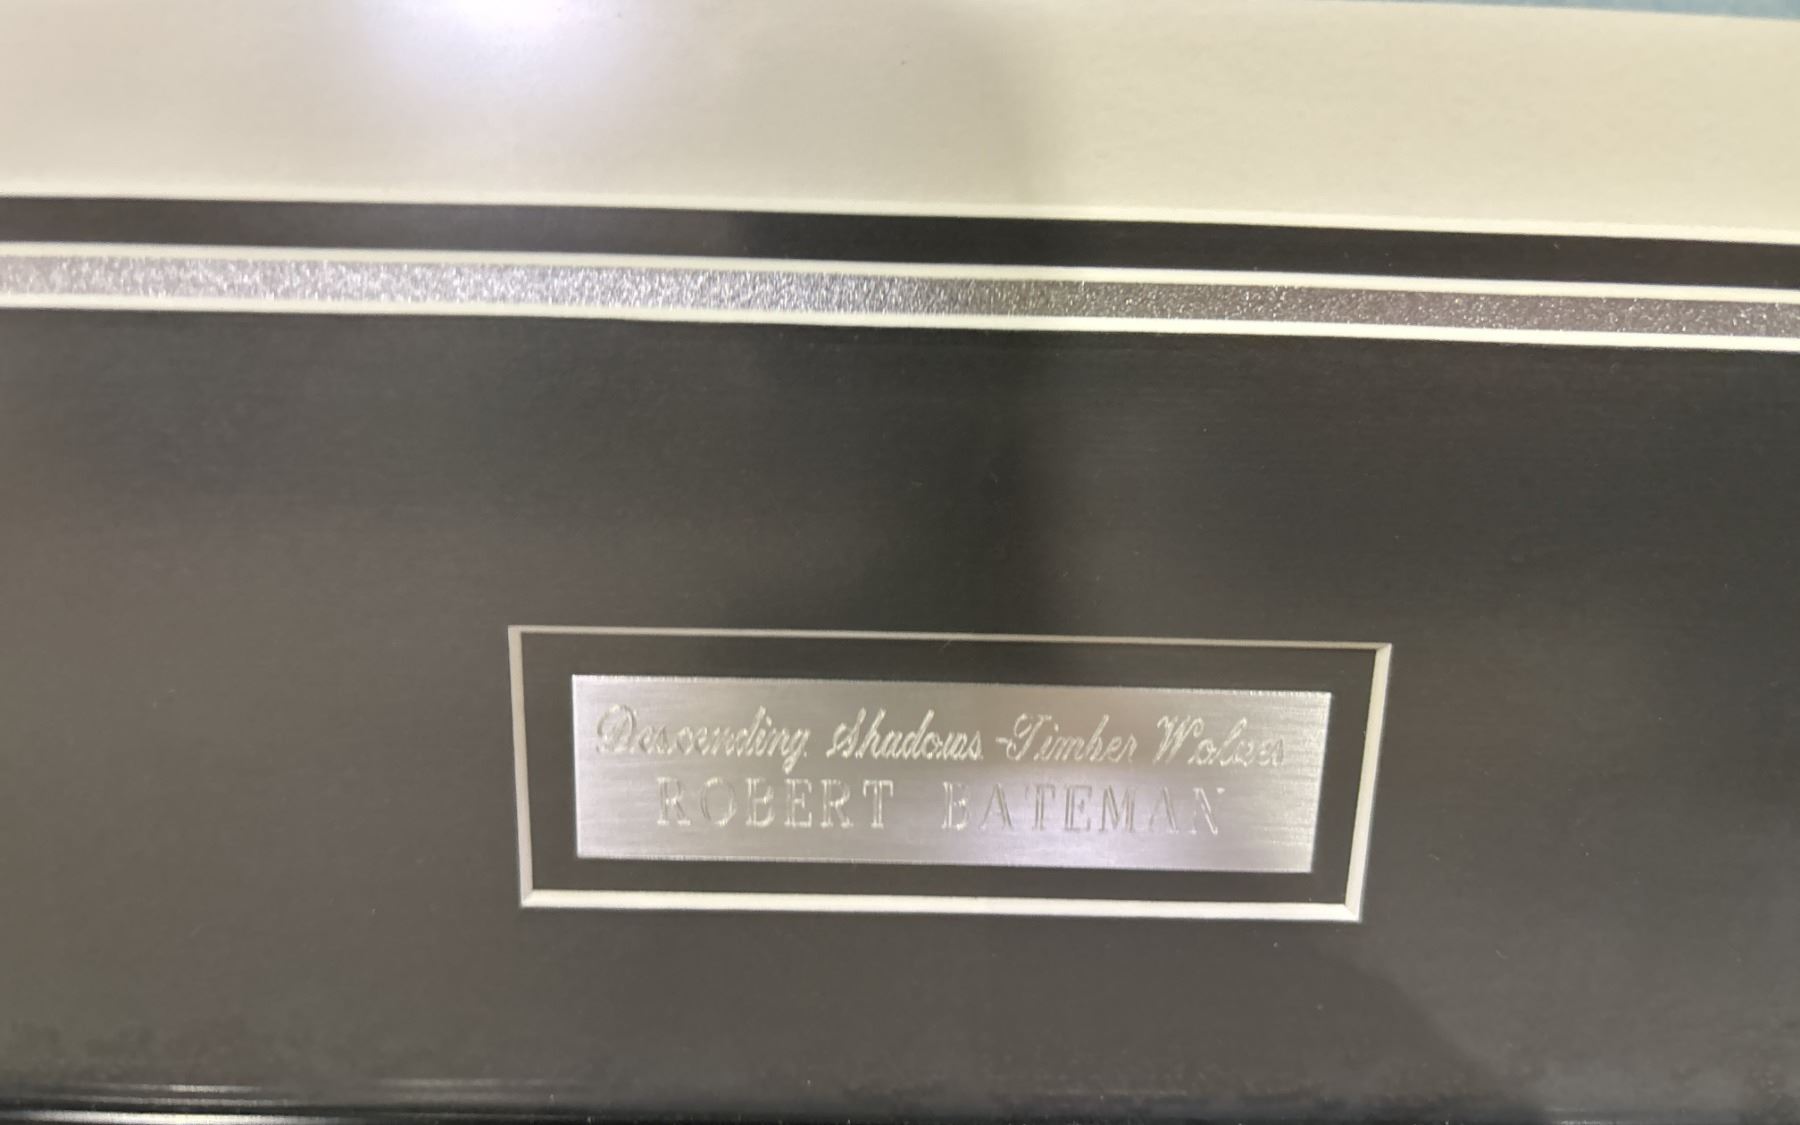 Descending Shadows-Timber Wolves
ROBERT BATEMAN